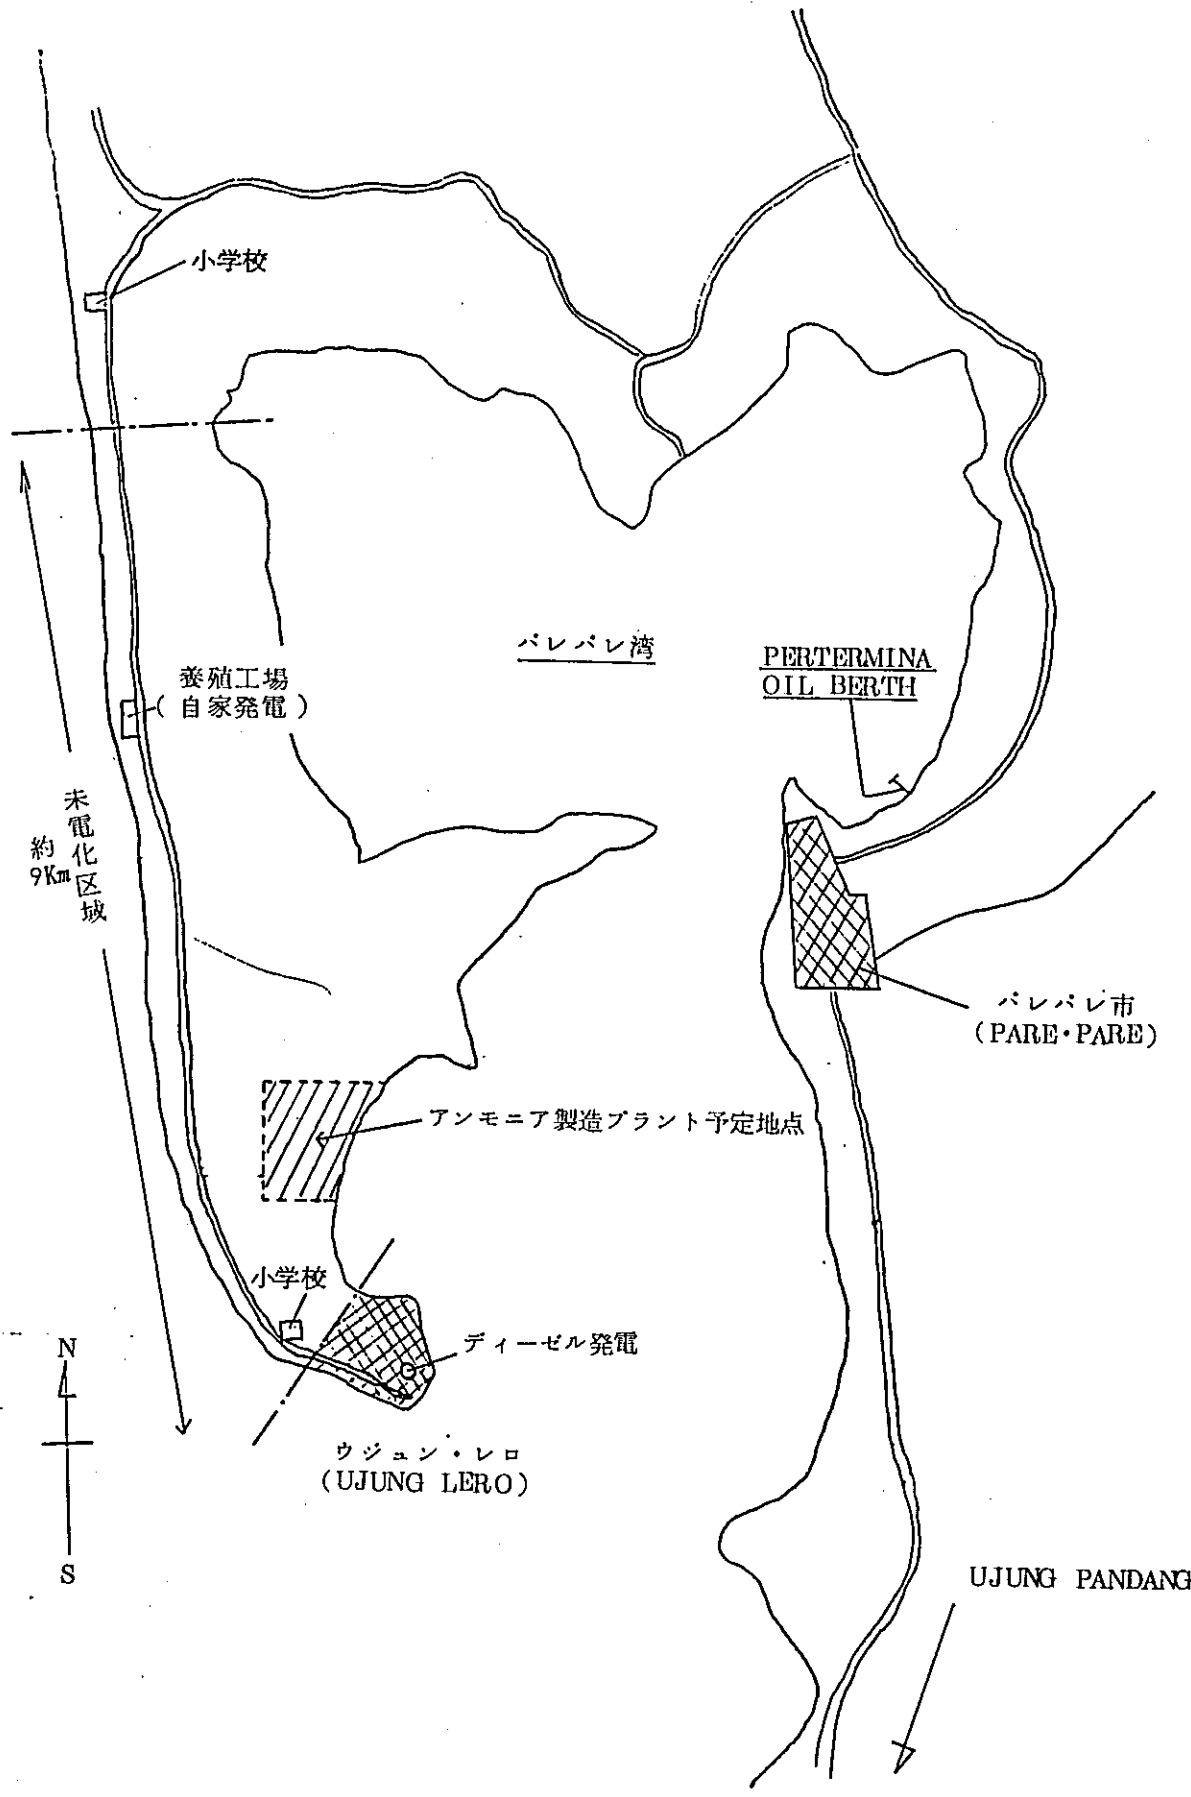 小学校
パレパレ湾
PERTERMINA
OIL BERTH
養殖工場
(自家発電)
未電化区域
約
9Km
パレパレ市
(PARE・PARE)
アンモニア製造プラント予定地点
小学校
ディーゼル発電
N
ウジュン・レロ
(UJUNG LERO)
S
UJUNG PANDANG